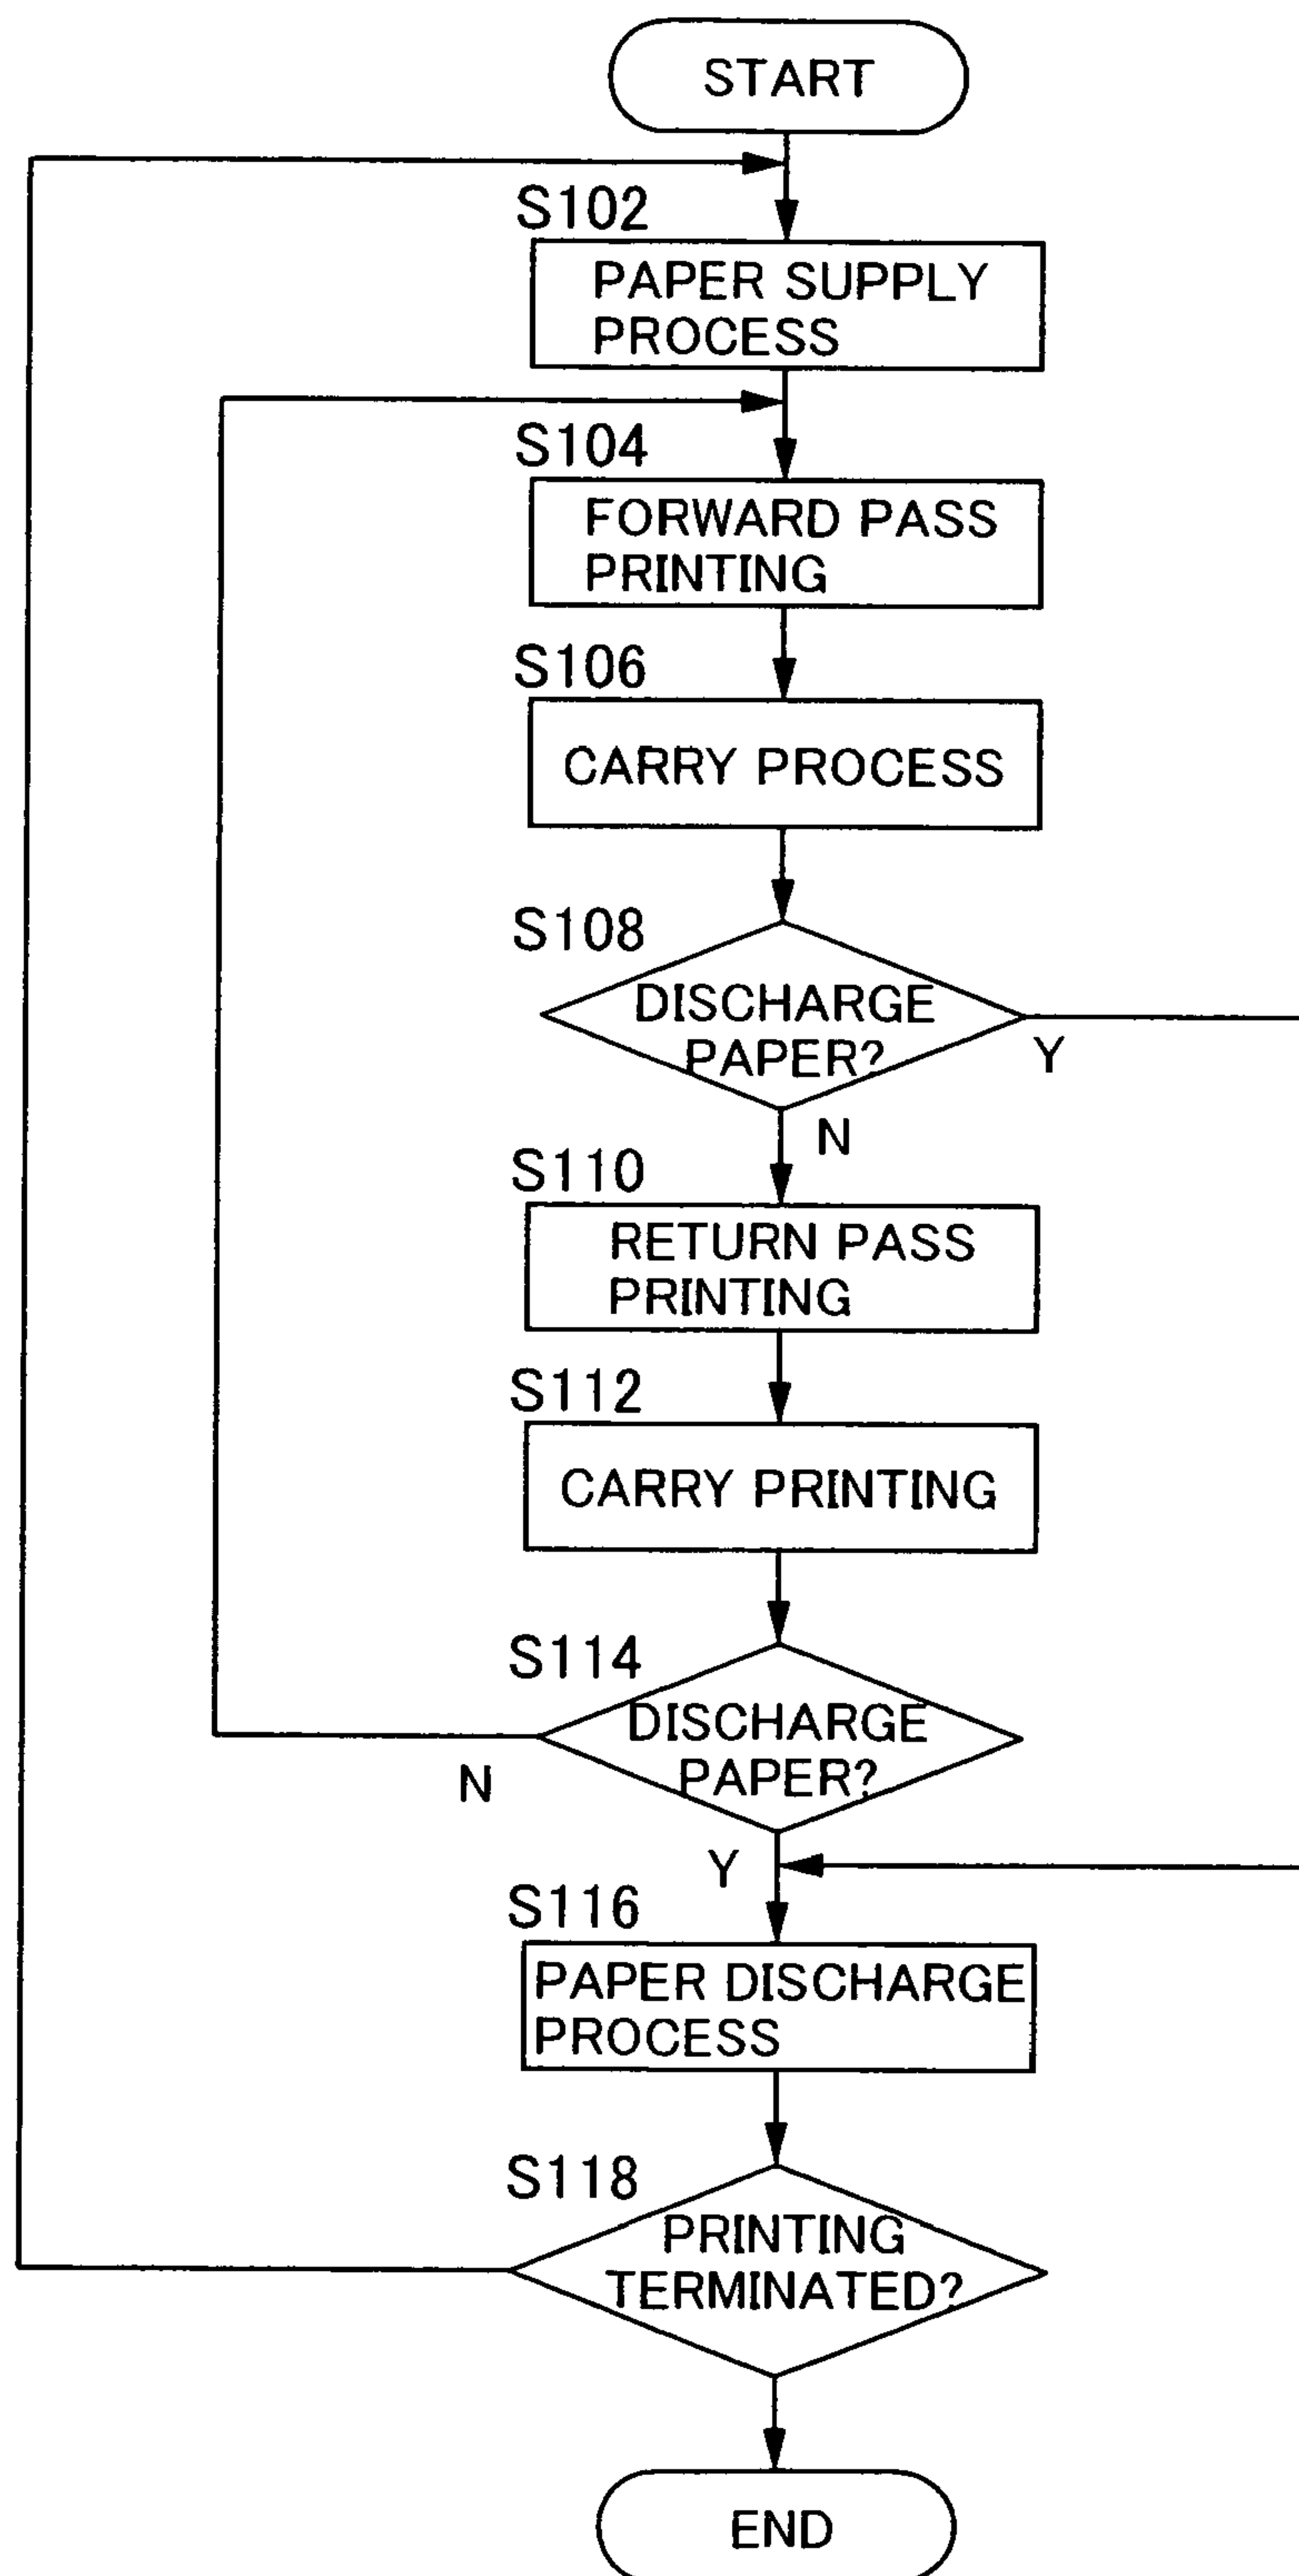 START
S102
PAPER SUPPLY
PROCESS
S104
FORWARD PASS
PRINTING
S106
CARRY PROCESS
S108
DISCHARGE
PAPER?
Y
N
S110
RETURN PASS
PRINTING
S112
CARRY PRINTING
S114
DISCHARGE
PAPER?
N
Y
S116
PAPER DISCHARGE
PROCESS
S118
PRINTING
TERMINATED?
END